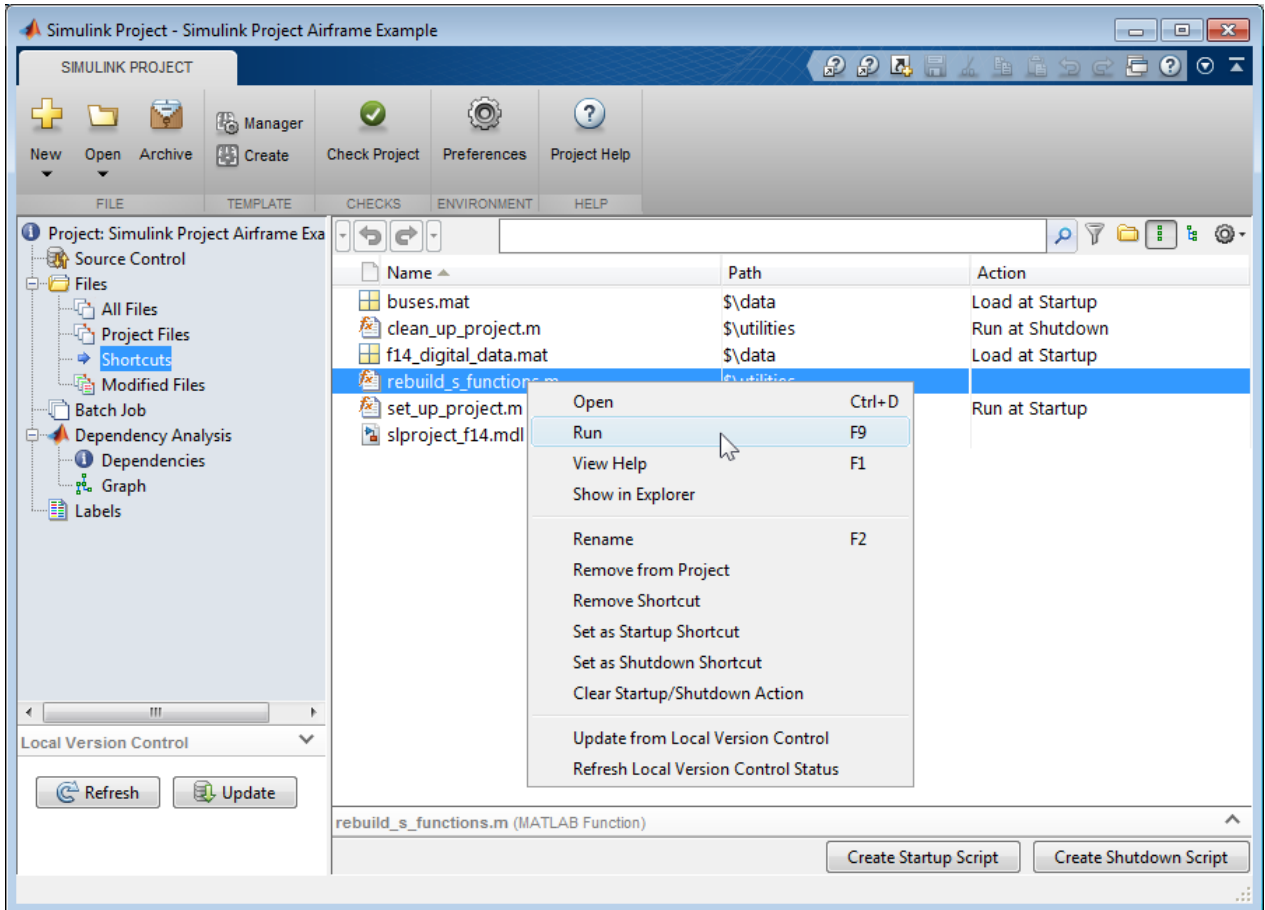 Simulink Project - Simulink Project Airframe Example
SIMULINK PROJECT
New
Open
Archive
Manager
Create
Check Project
Preferences
Project Help
FILE
TEMPLATE
CHECKS
ENVIRONMENT
HELP
Project: Simulink Project Airframe Exa
Source Control
Files
All Files
Project Files
Shortcuts
Modified Files
Batch Job
Dependency Analysis
Dependencies
Graph
Labels
Local Version Control
Refresh
Update
Name Path Action
buses.mat $\data Load at Startup
clean_up_project.m $\utilities Run at Shutdown
f14_digital_data.mat $\data Load at Startup
rebuild_s_functions.m $\utilities
set_up_project.m Run at Startup
slproject_f14.mdl
Open Ctrl+D
Run F9
View Help F1
Show in Explorer
Rename F2
Remove from Project
Remove Shortcut
Set as Startup Shortcut
Set as Shutdown Shortcut
Clear Startup/Shutdown Action
Update from Local Version Control
Refresh Local Version Control Status
rebuild_s_functions.m (MATLAB Function)
Create Startup Script
Create Shutdown Script